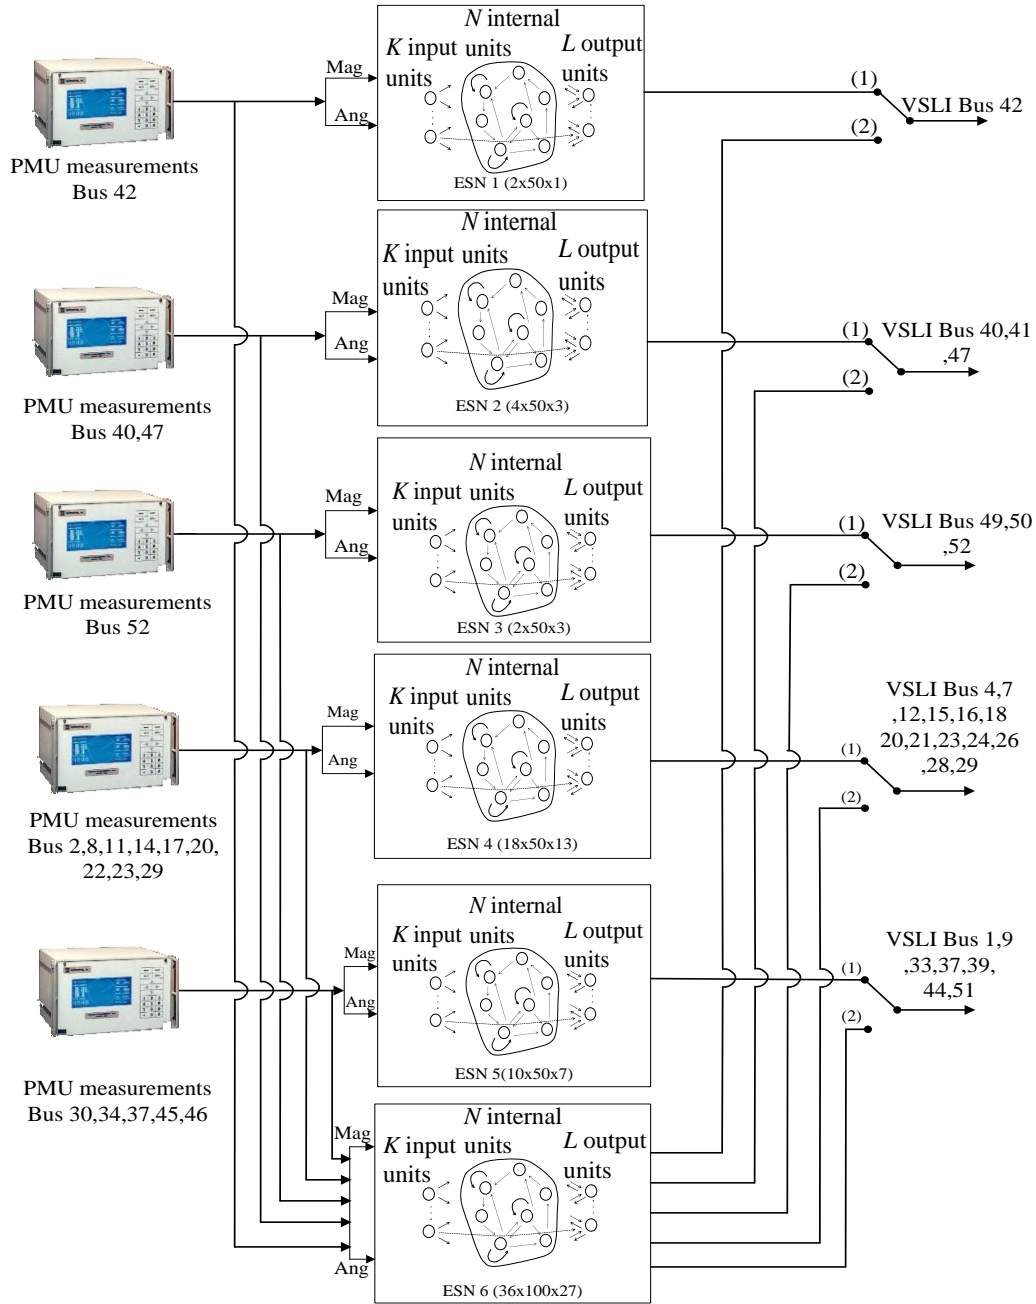 N internal
K input units
units
L output
units
Mag
Ang
ESN 1 (2x50x1)
PMU measurements
Bus 42
(1)
(2)
VSLI Bus 42
N internal
K input units
units
L output
units
Mag
Ang
ESN 2 (4x50x3)
PMU measurements
Bus 40,47
(1)
(2)
VSLI Bus 40,41
,47
N internal
K input units
units
L output
units
Mag
Ang
ESN 3 (2x50x3)
PMU measurements
Bus 52
(1)
(2)
VSLI Bus 49,50
,52
N internal
K input units
units
L output
units
Mag
Ang
ESN 4 (18x50x13)
PMU measurements
Bus 2,8,11,14,17,20,
22,23,29
(1)
(2)
VSLI Bus 4,7
,12,15,16,18
20,21,23,24,26
,28,29
N internal
K input units
units
L output
units
Mag
Ang
ESN 5(10x50x7)
PMU measurements
Bus 30,34,37,45,46
(1)
(2)
VSLI Bus 1,9
,33,37,39,
44,51
N internal
K input units
units
L output
units
Mag
Ang
ESN 6 (36x100x27)